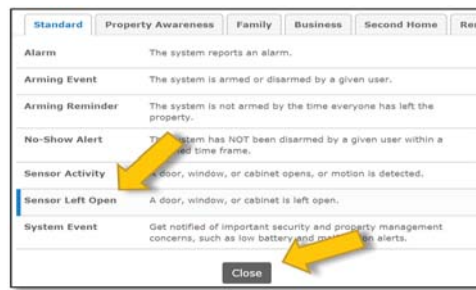 Standard Property Awareness Family Business Second Home
Alarm The system reports an alarm.
Arming Event The system is armed or disarmed by a given user.
Arming Reminder The system is not armed by the time everyone has left the
property.
No-Show Alert system has NOT been disarmed by a given user within a
time frame.
Sensor Activity door, window, or cabinet opens, or motion is detected.
Sensor Left Open A door, window, or cabinet is left open.
System Event Get notified of important security and property management
concerns, such as low battery and alerts.
Close